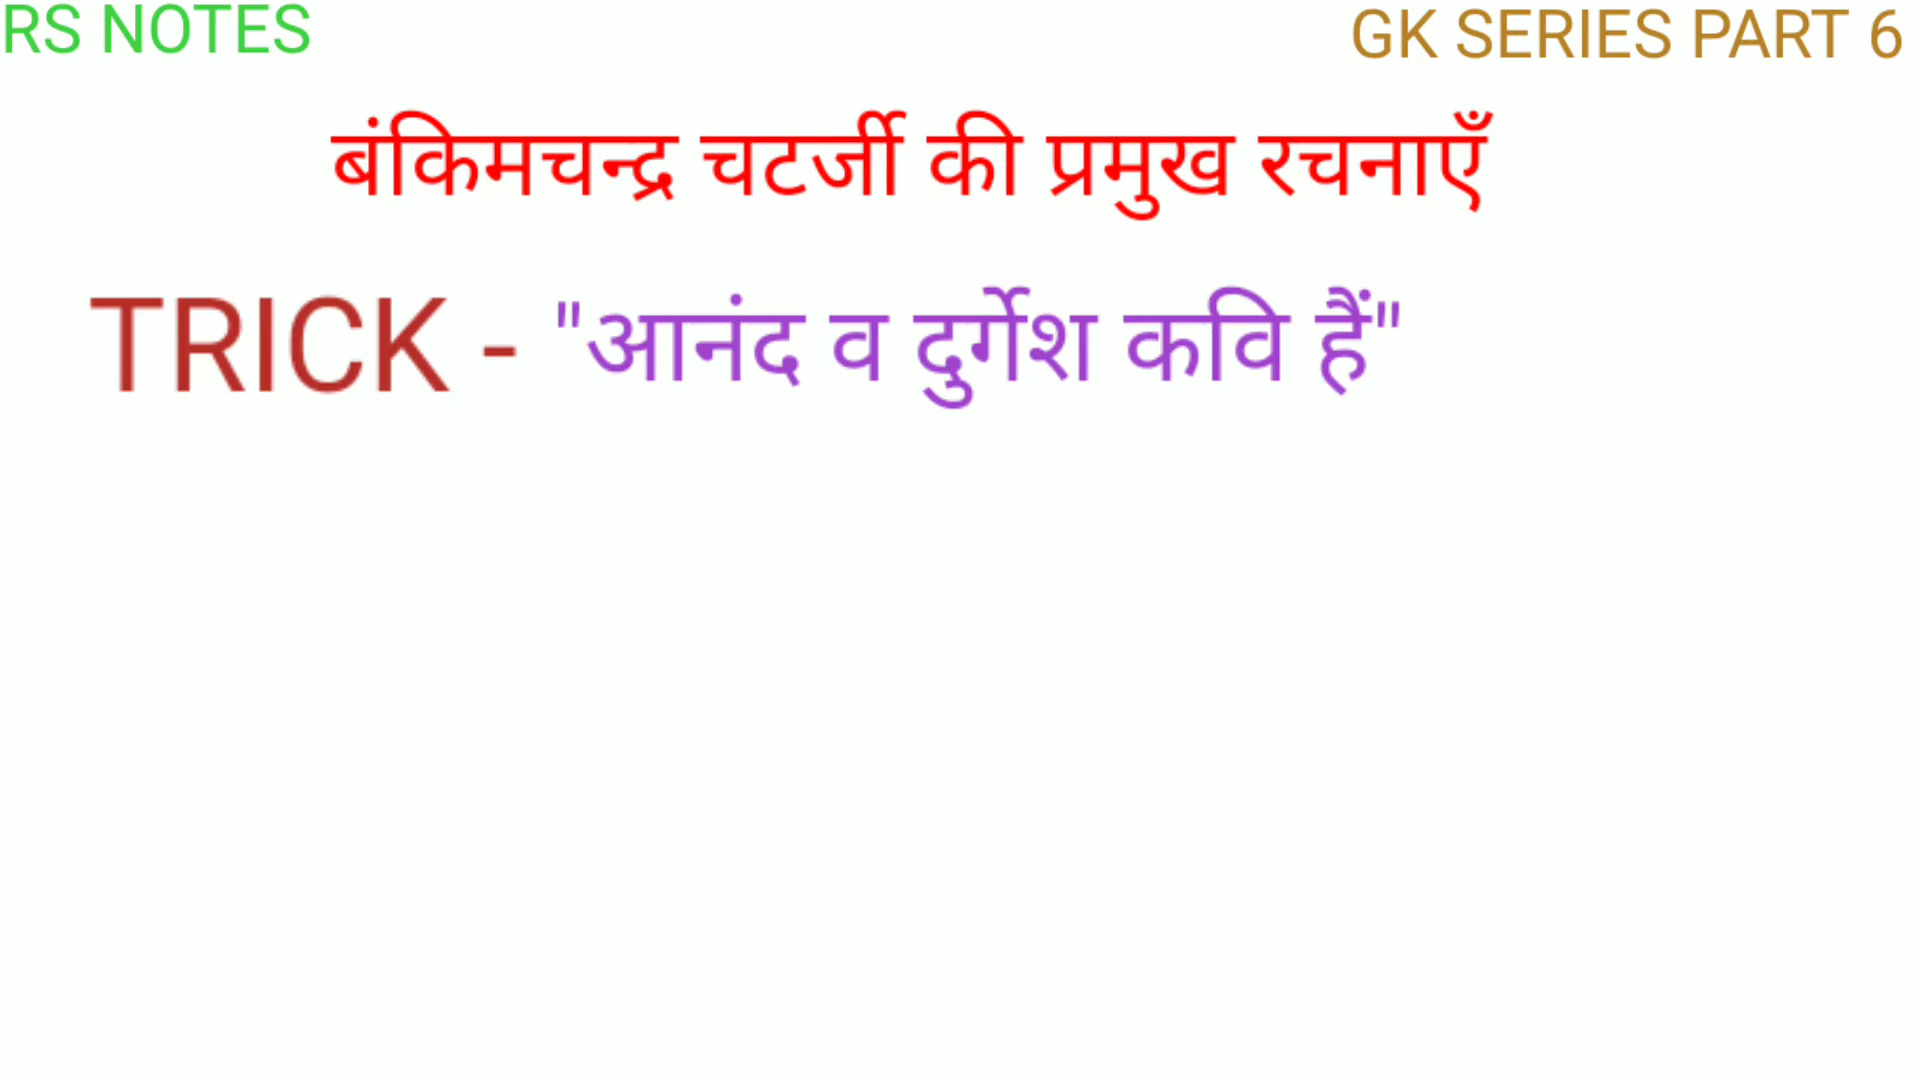 RS NOTES
GK SERIES PART 6
बंकिमचन्द्र चटर्जी की प्रमुख रचनाएँ
TRICK - "आनंद व दुर्गेश कवि हैं"